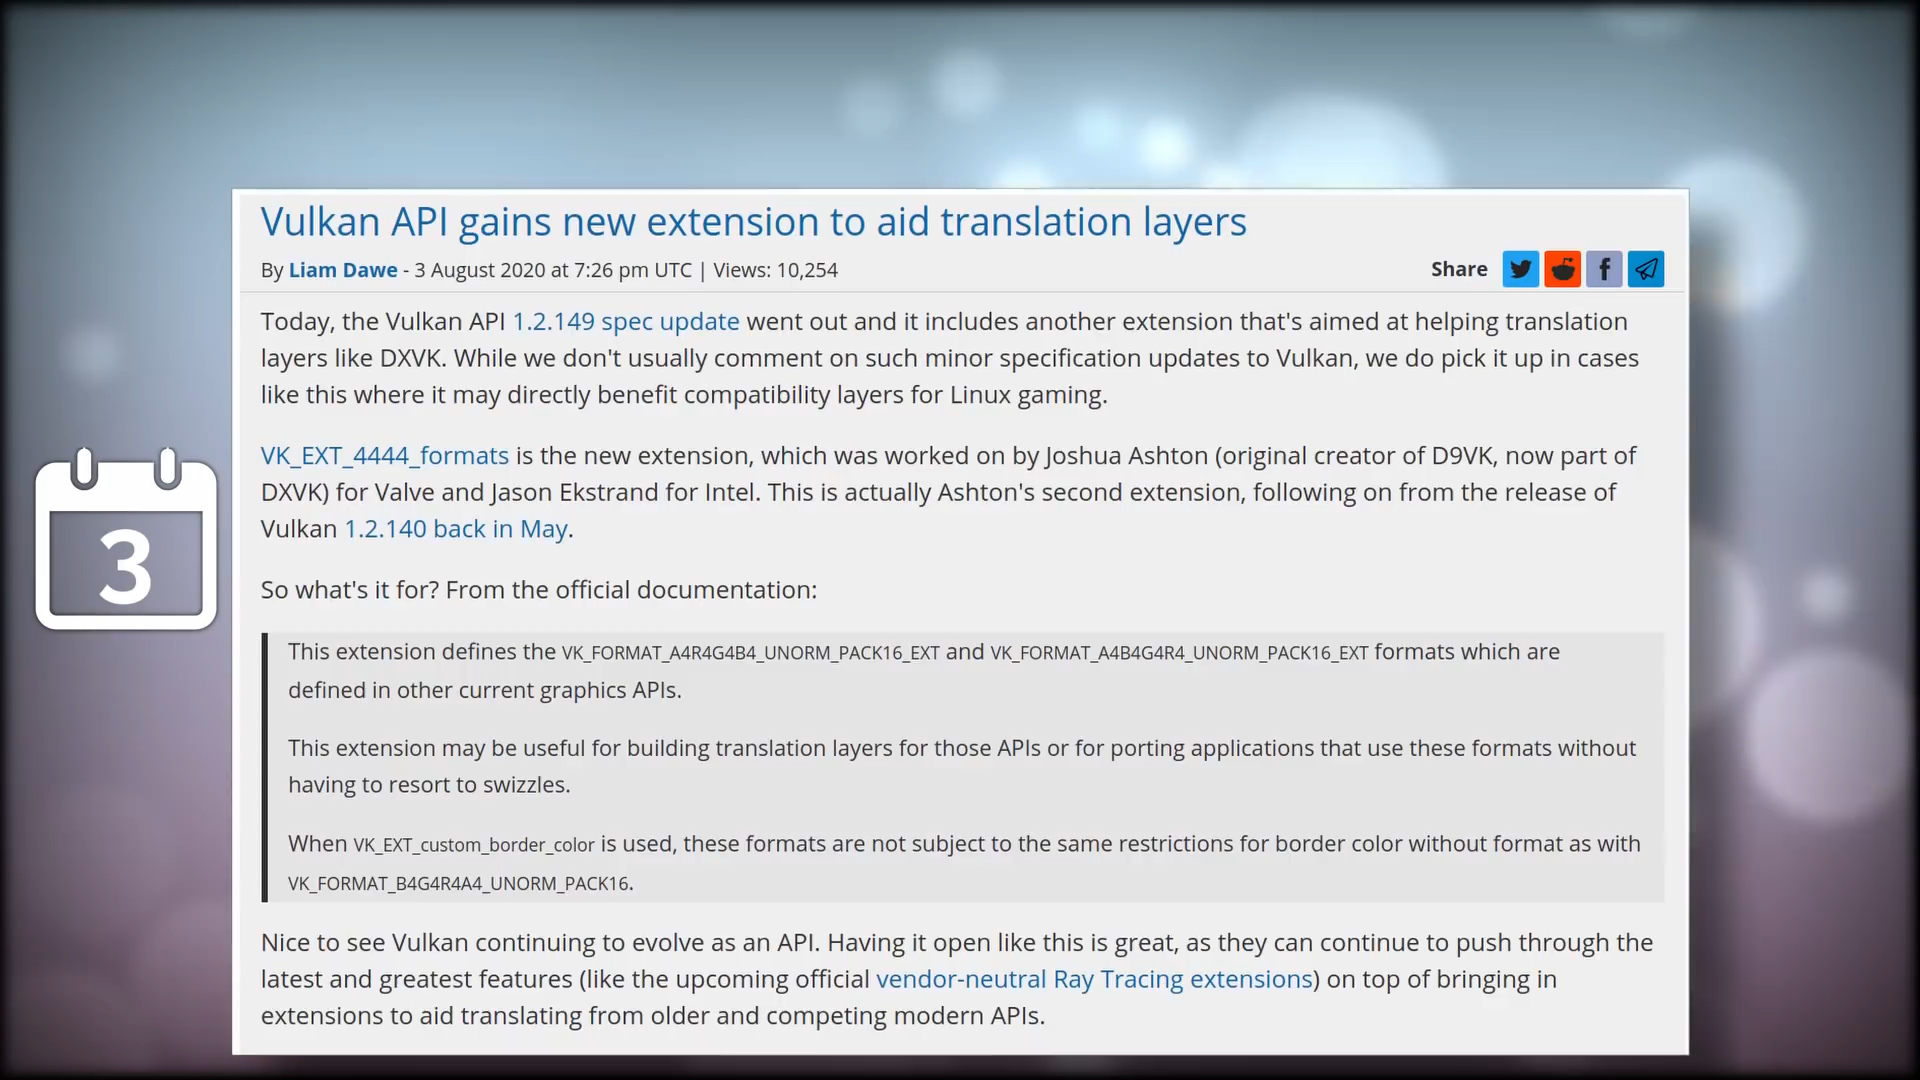 Vulkan API gains new extension to aid translation layers
By Liam Dawe - 3 August 2020 at 7:26 pm UTC | Views: 10,254
Share
Today, the Vulkan API 1.2.149 spec update went out and it includes another extension that's aimed at helping translation
layers like DXVK. While we don't usually comment on such minor specification updates to Vulkan, we do pick it up in cases
like this where it may directly benefit compatibility layers for Linux gaming.
VK_EXT_4444_formats is the new extension, which was worked on by Joshua Ashton (original creator of D9VK, now part of
DXVK) for Valve and Jason Ekstrand for Intel. This is actually Ashton's second extension, following on from the release of
Vulkan 1.2.140 back in May.
3
So what's it for? From the official documentation:
This extension defines the VK_FORMAT_A4R4G4B4_UNORM_PACK16_EXT and VK_FORMAT_A4B4G4R4_UNORM_PACK16_EXT formats which are
defined in other current graphics APIs.
This extension may be useful for building translation layers for those APIs or for porting applications that use these formats without
having to resort to swizzles.
When VK_EXT_custom_border_color is used, these formats are not subject to the same restrictions for border color without format as with
VK_FORMAT_B4G4R4A4_UNORM_PACK16.
Nice to see Vulkan continuing to evolve as an API. Having it open like this is great, as they can continue to push through the
latest and greatest features (like the upcoming official vendor-neutral Ray Tracing extensions) on top of bringing in
extensions to aid translating from older and competing modern APIs.